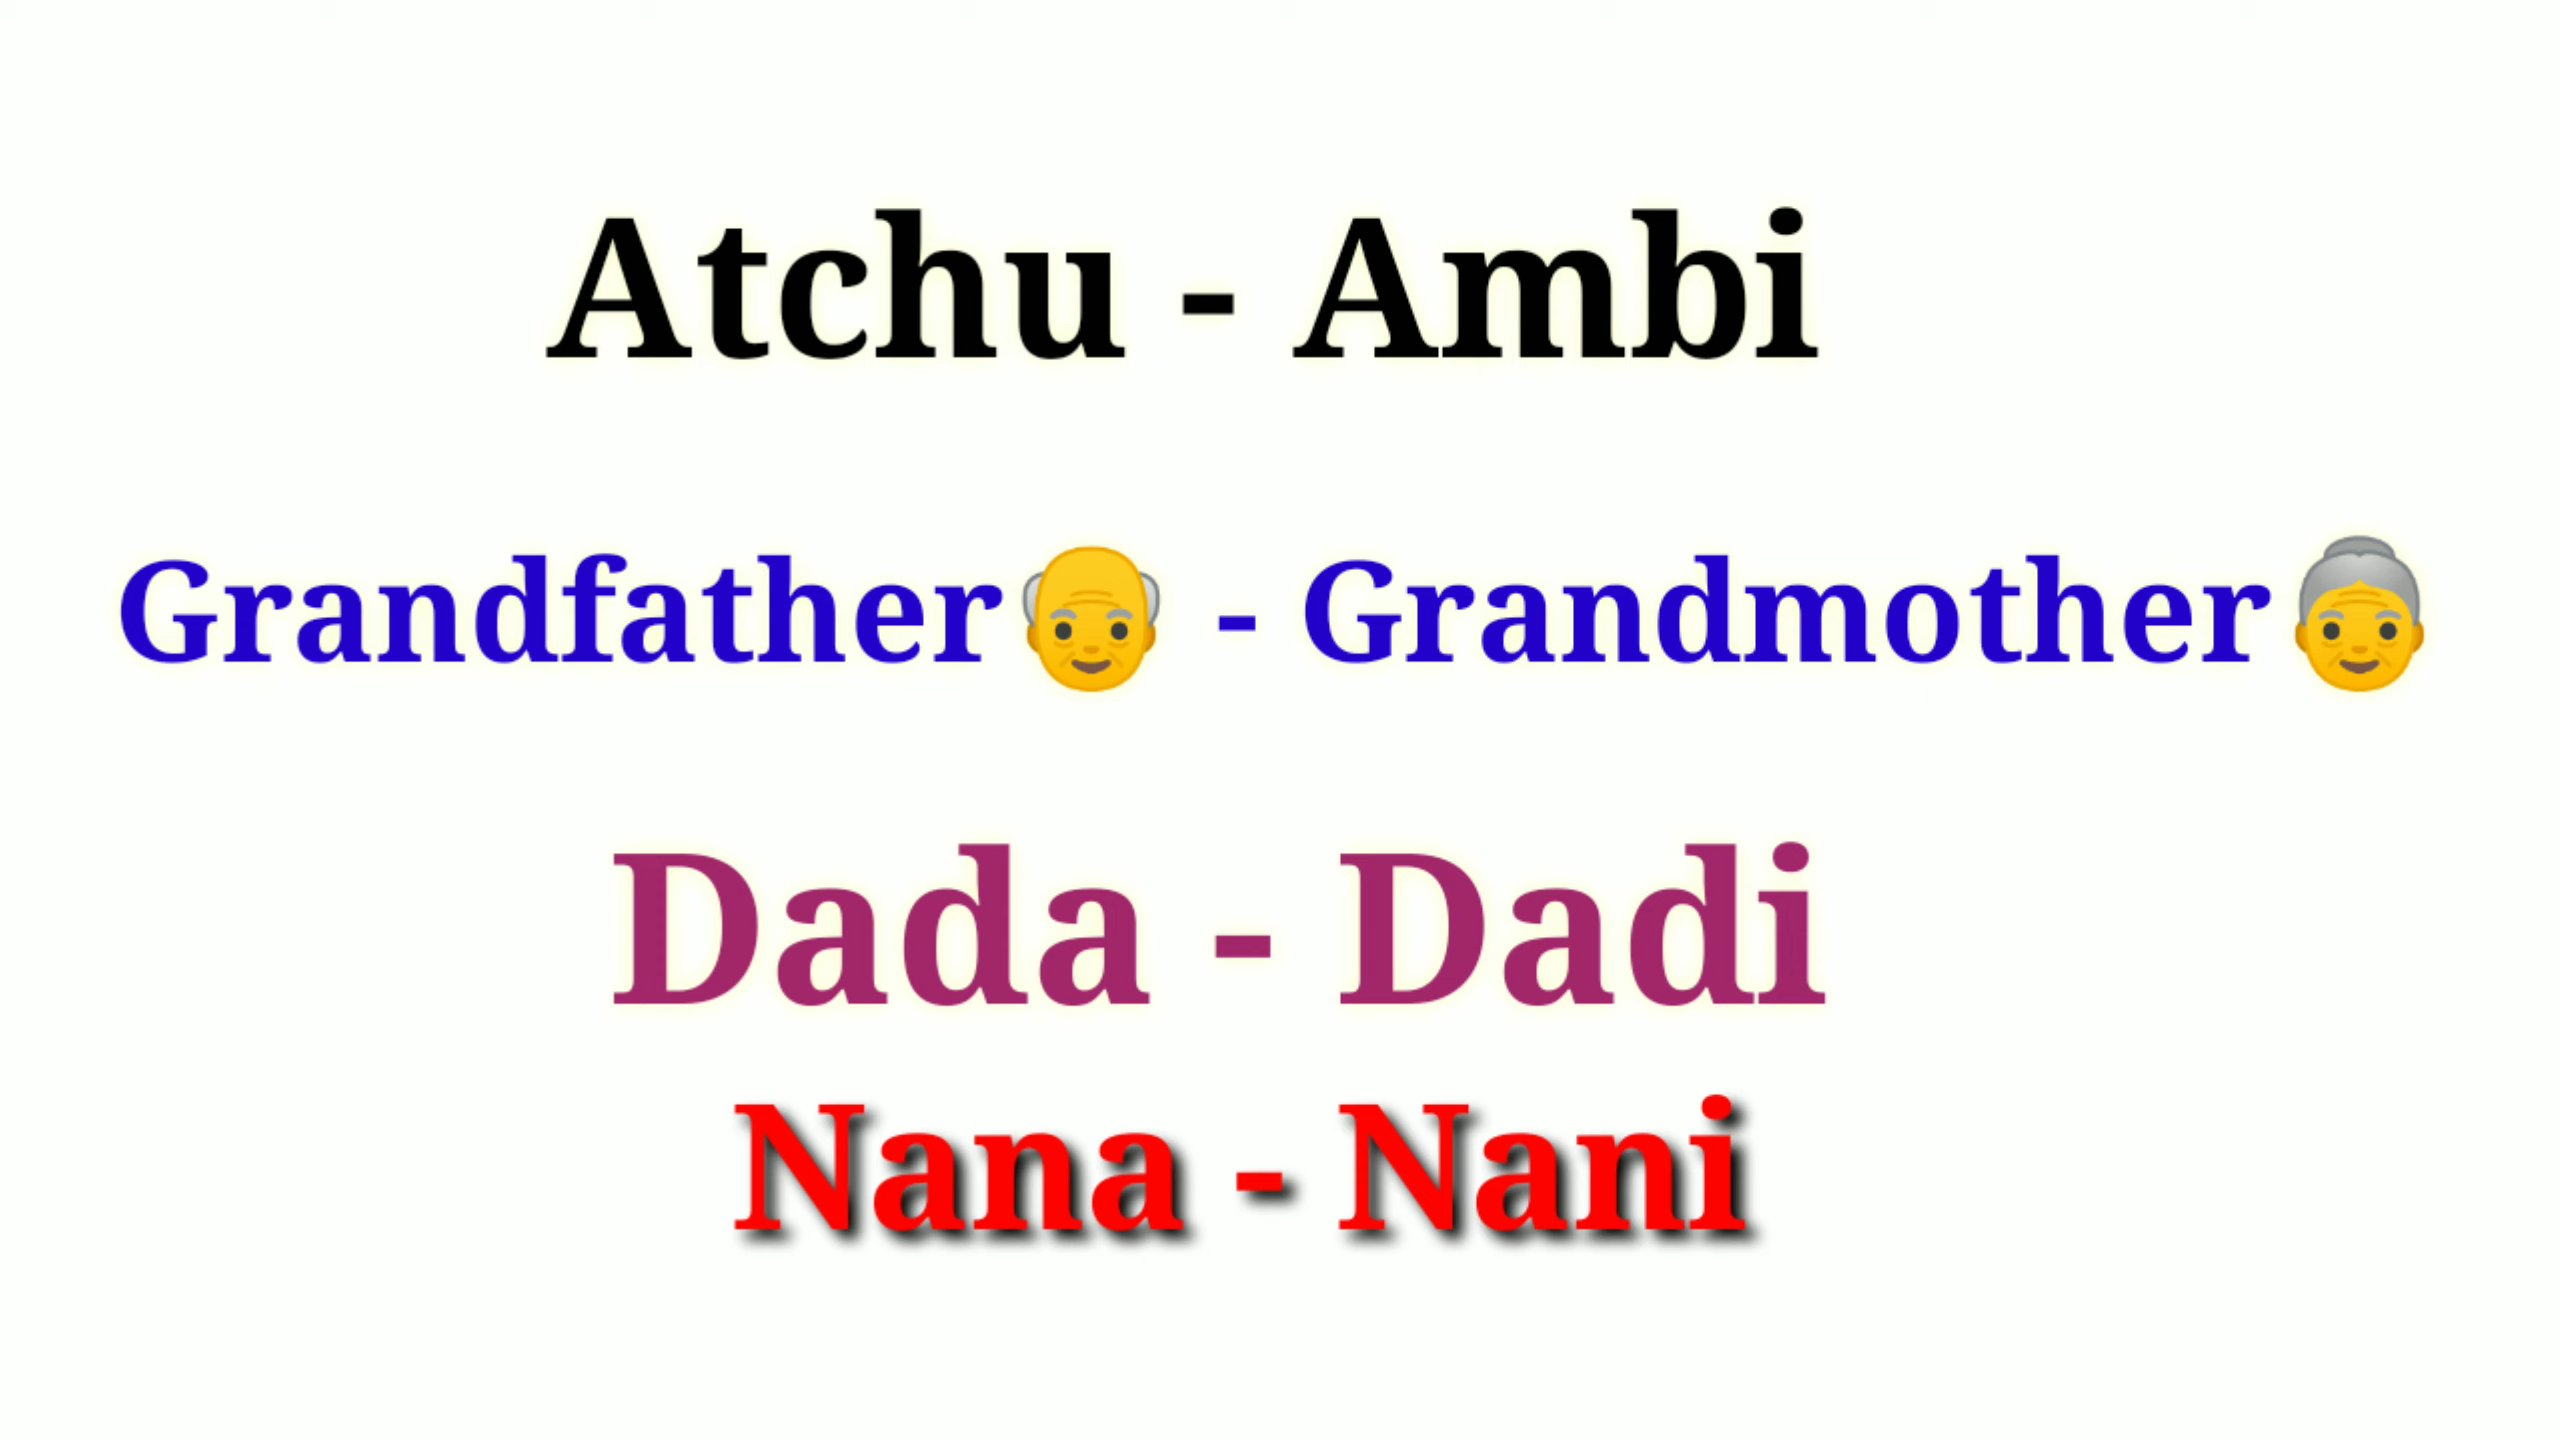 Atchu - Ambi
Grandfather👴 - Grandmother👵
Dada - Dadi
Nana - Nani